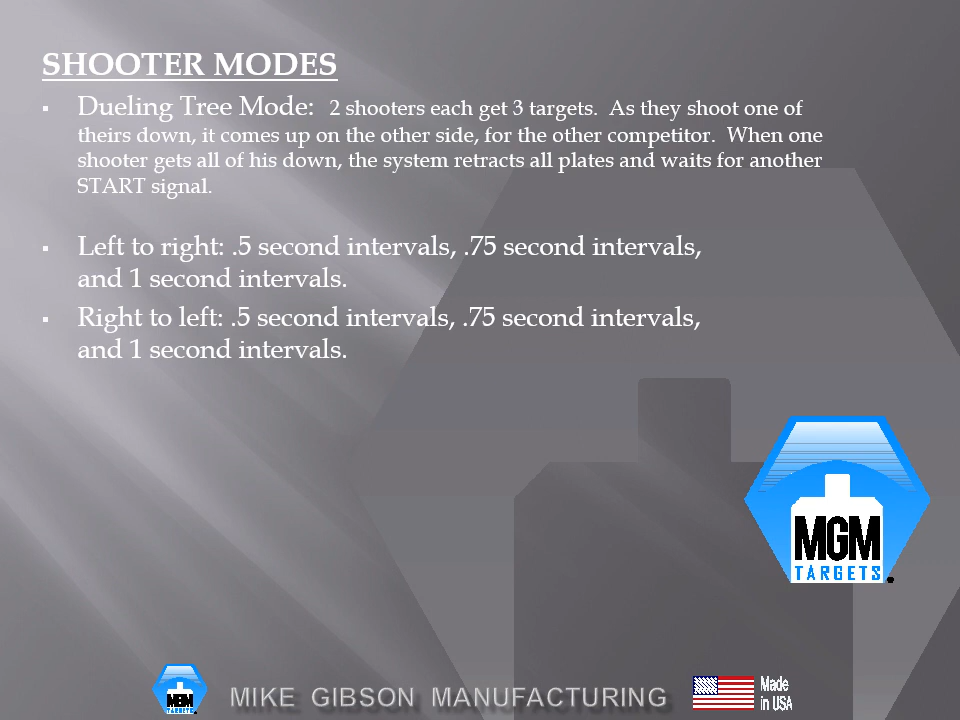 SHOOTER MODES
▪ Dueling Tree Mode: 2 shooters each get 3 targets. As they shoot one of
theirs down, it comes up on the other side, for the other competitor. When one
shooter gets all of his down, the system retracts all plates and waits for another
START signal.
▪ Left to right: .5 second intervals, .75 second intervals,
and 1 second intervals.
▪ Right to left: .5 second intervals, .75 second intervals,
and 1 second intervals.
MGM
TARGETS.
MGM
TARGETS.
MIKE GIBSON MANUFACTURING
Made
in USA